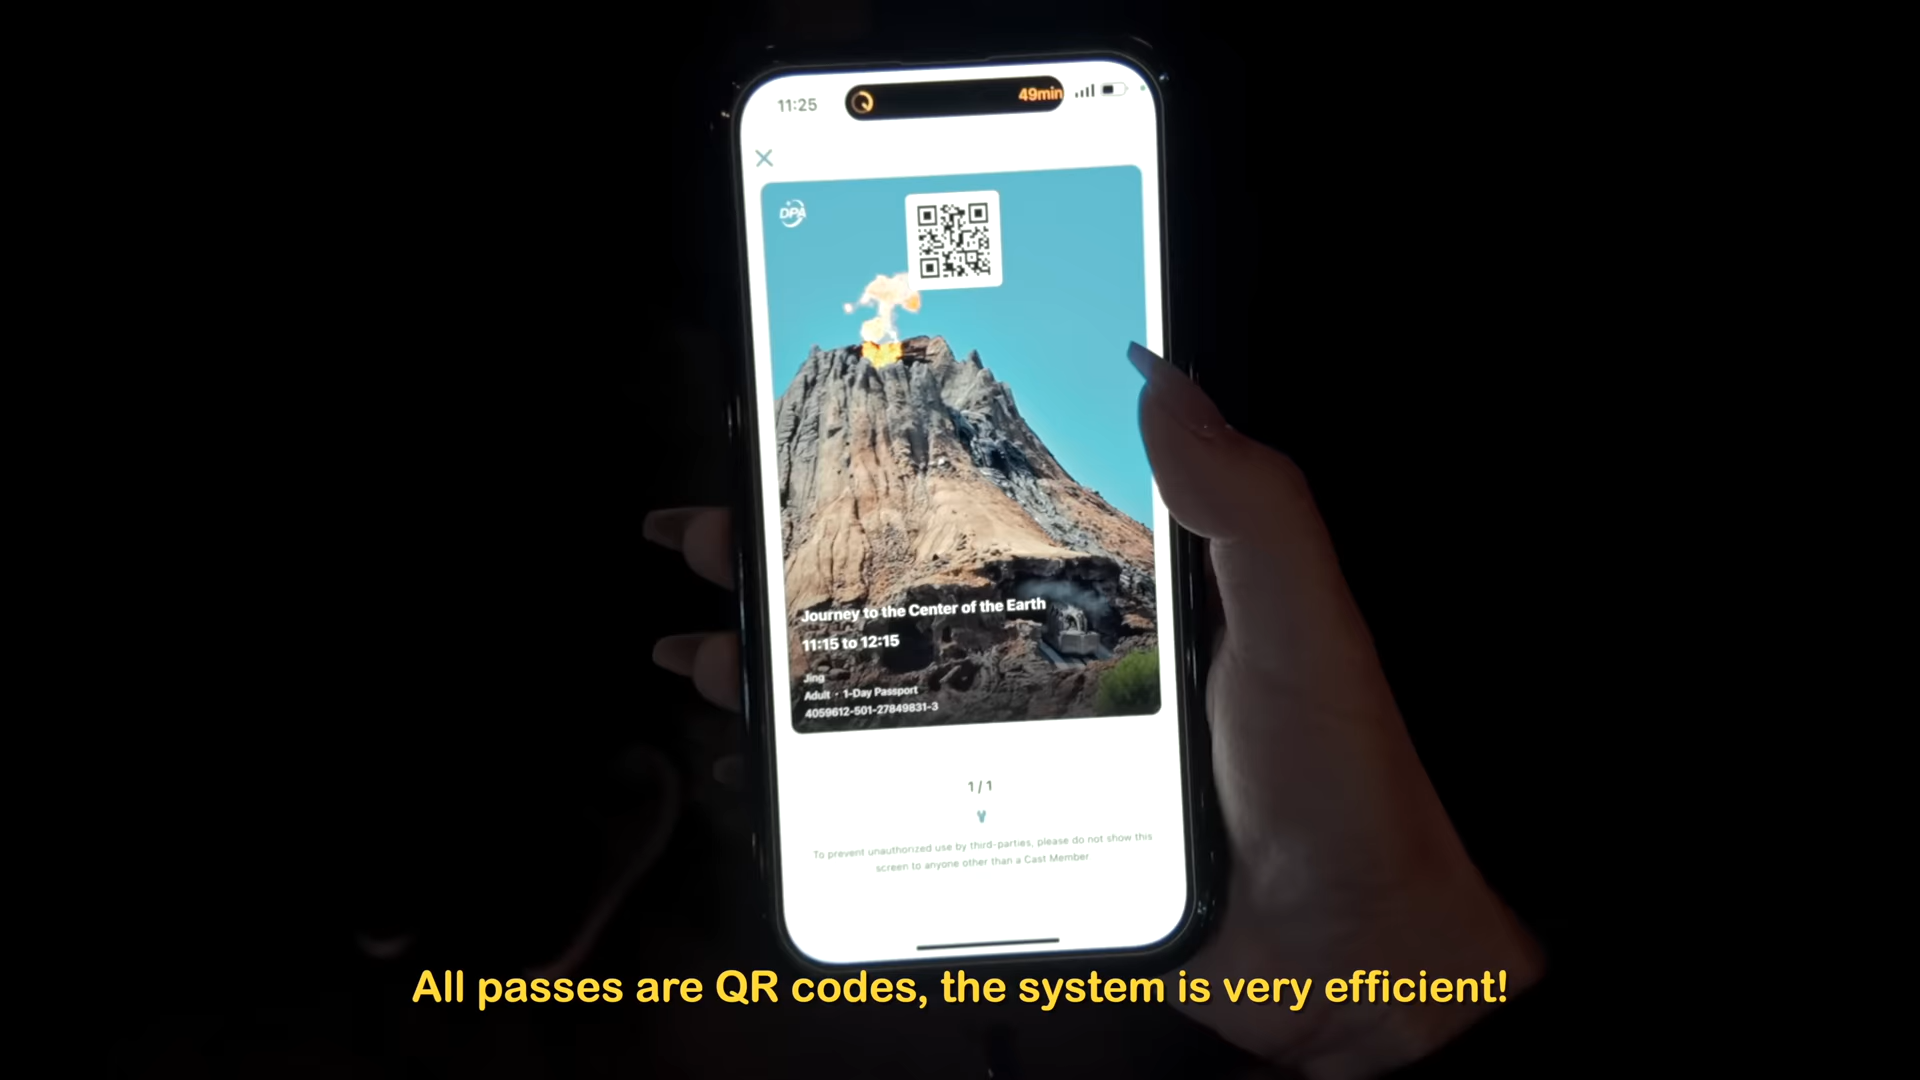 11:25
49min
DPA
Journey to the Center of the Earth
11:15 to 12:15
Jing
Adult · 1-Day Passport
4059612-501-27849831-3
1 / 1
To prevent unauthorized use by third-parties, please do not show this
screen to anyone other than a Cast Member
All passes are QR codes, the system is very efficient!